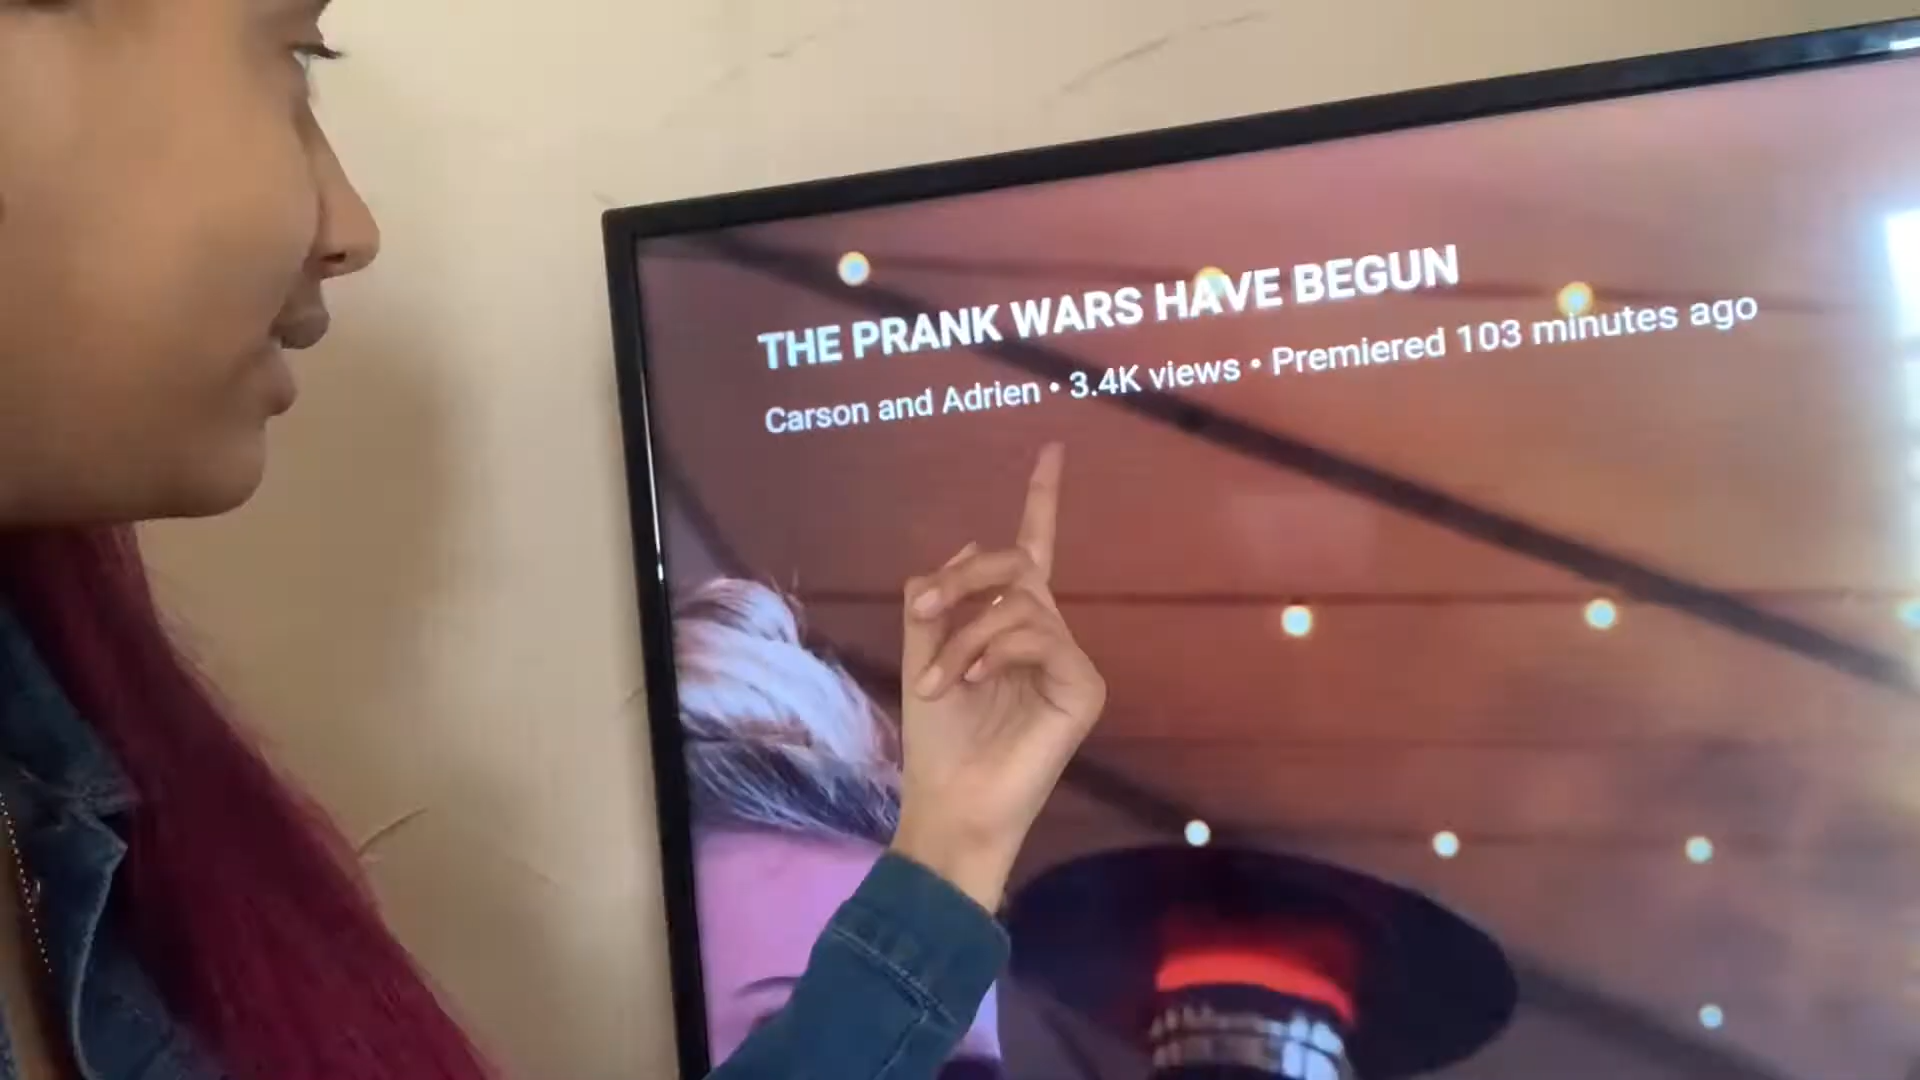 THE PRANK WARS HAVE BEGUN
Carson and Adrien • 3.4K views • Premiered 103 minutes ago